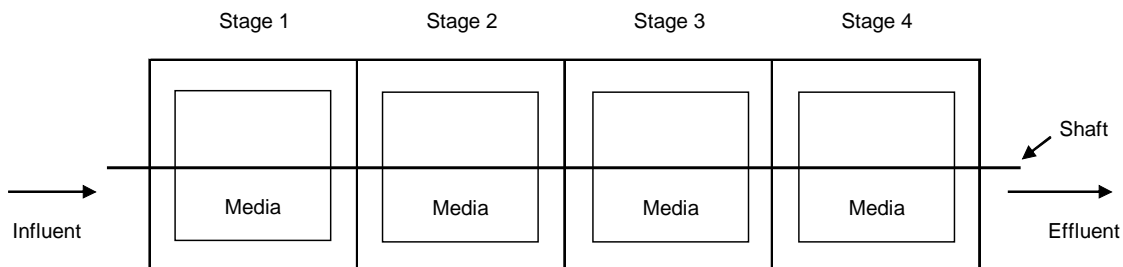 Stage 1
Stage 2
Stage 3
Stage 4
Shaft
Media
Media
Media
Media
Influent
Effluent